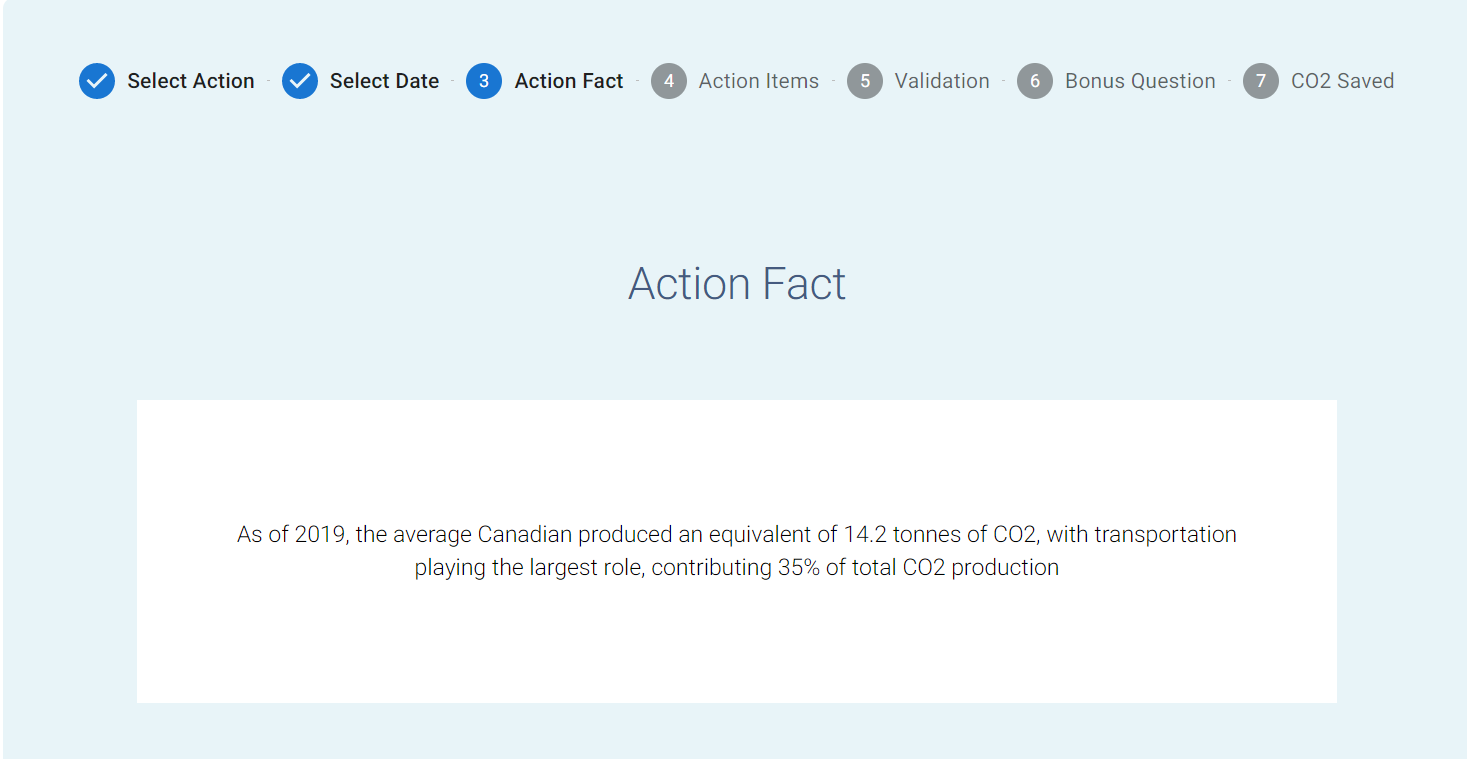 Select Action - Select Date - 3 Action Fact - 4 Action Items - 5 Validation - 6 Bonus Question - 7 CO2 Saved
Action Fact
As of 2019, the average Canadian produced an equivalent of 14.2 tonnes of CO2, with transportation
playing the largest role, contributing 35% of total CO2 production